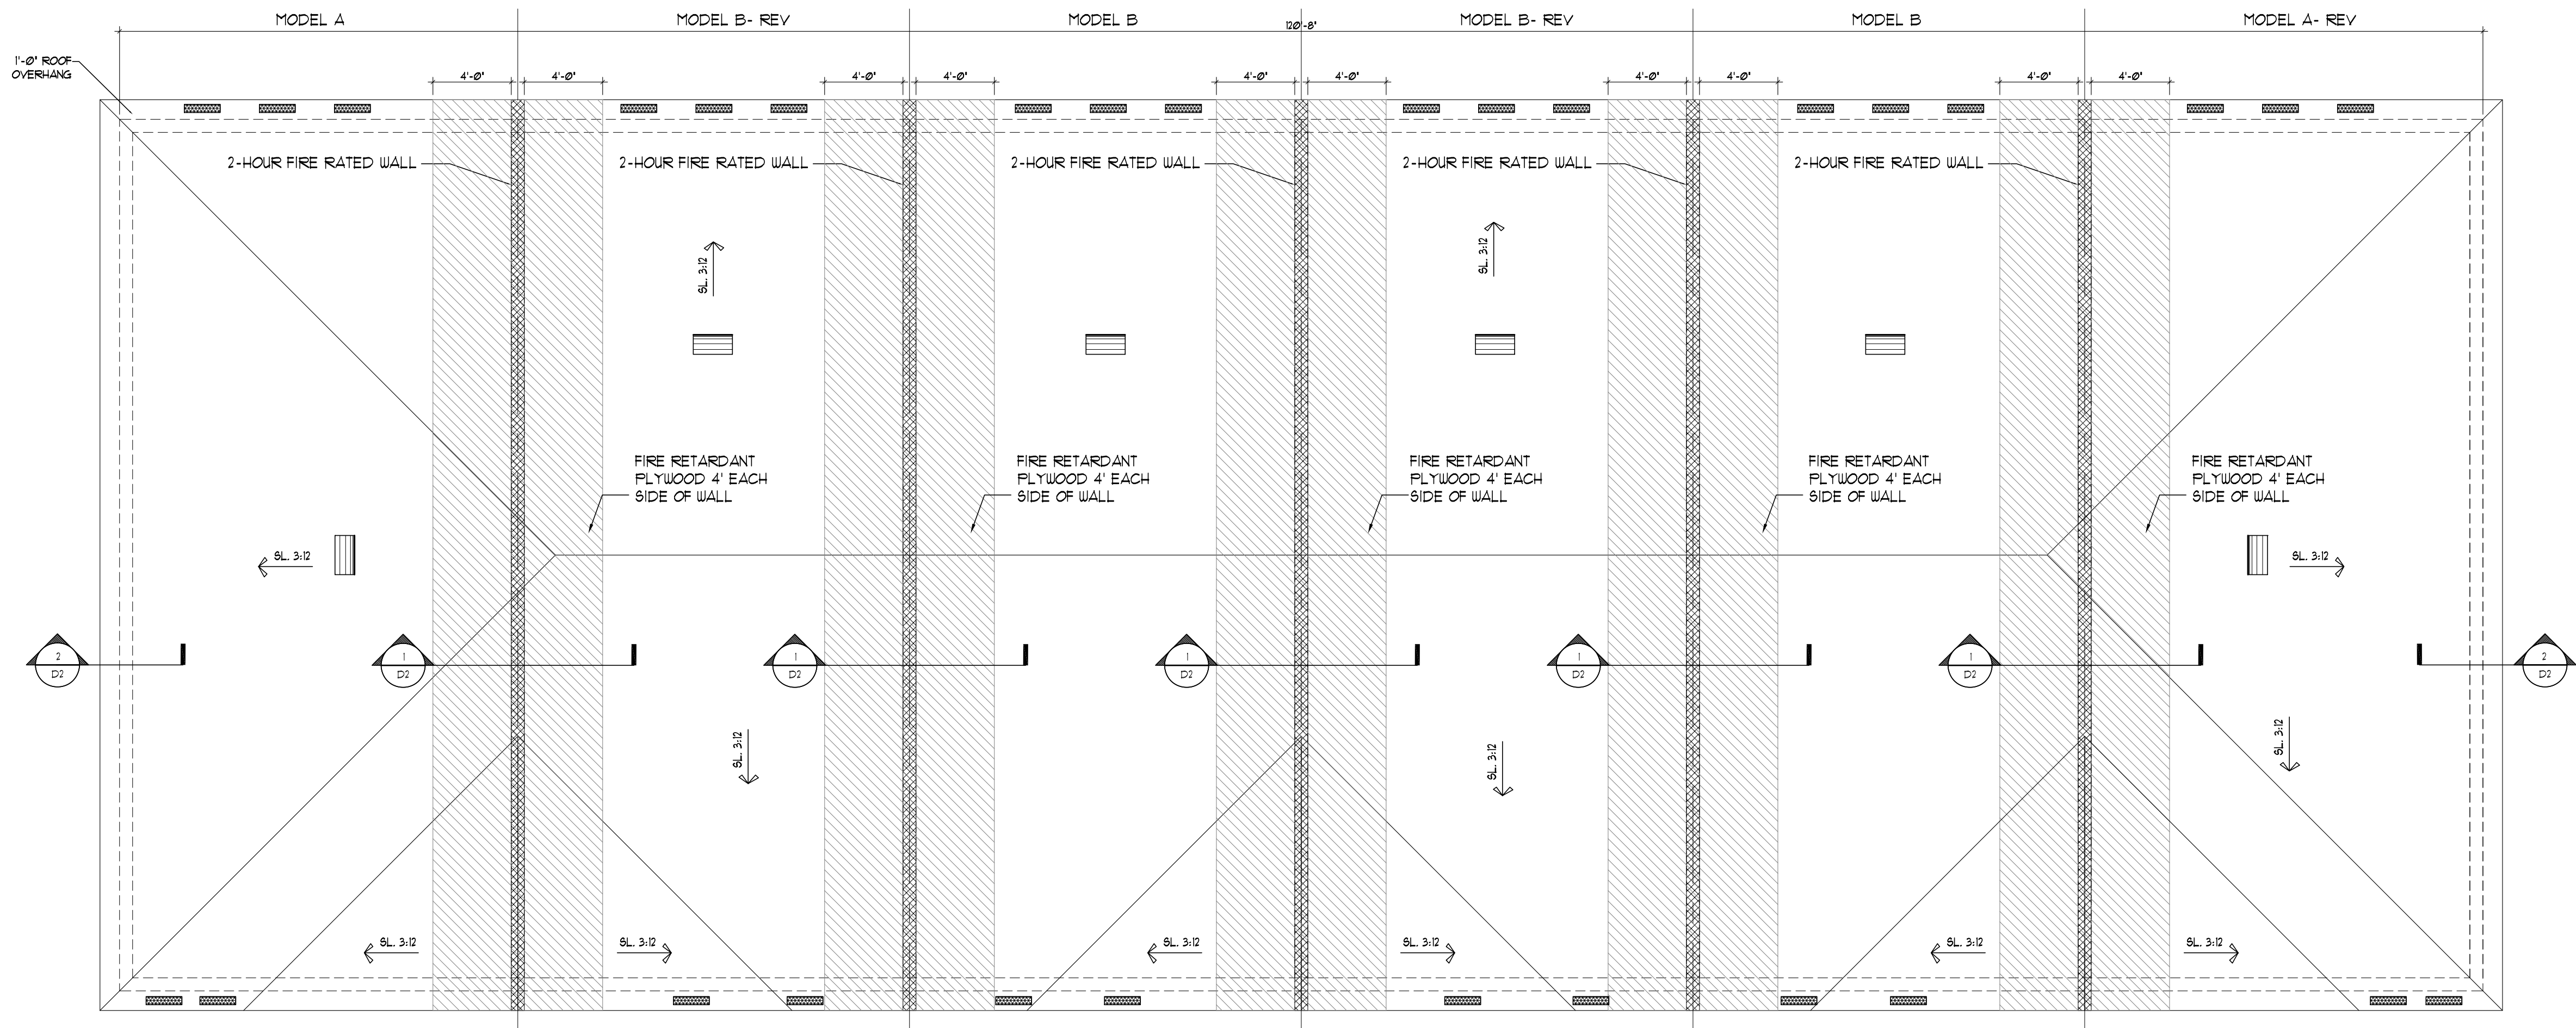 MODEL A
MODEL B- REV
MODEL B
MODEL B- REV
MODEL B
MODEL A- REV
120'-8"
1'-0" ROOF
OVERHANG
4'-0"
4'-0"
4'-0"
4'-0"
4'-0"
4'-0"
4'-0"
4'-0"
4'-0"
4'-0"
2-HOUR FIRE RATED WALL
2-HOUR FIRE RATED WALL
2-HOUR FIRE RATED WALL
2-HOUR FIRE RATED WALL
2-HOUR FIRE RATED WALL
SL. 3:12
SL. 3:12
FIRE RETARDANT
PLYWOOD 4' EACH
SIDE OF WALL
FIRE RETARDANT
PLYWOOD 4' EACH
SIDE OF WALL
FIRE RETARDANT
PLYWOOD 4' EACH
SIDE OF WALL
FIRE RETARDANT
PLYWOOD 4' EACH
SIDE OF WALL
FIRE RETARDANT
PLYWOOD 4' EACH
SIDE OF WALL
SL. 3:12
SL. 3:12
2
D2
1
D2
1
D2
1
D2
1
D2
1
D2
2
D2
SL. 3:12
SL. 3:12
SL. 3:12
SL. 3:12
SL. 3:12
SL. 3:12
SL. 3:12
SL. 3:12
SL. 3:12